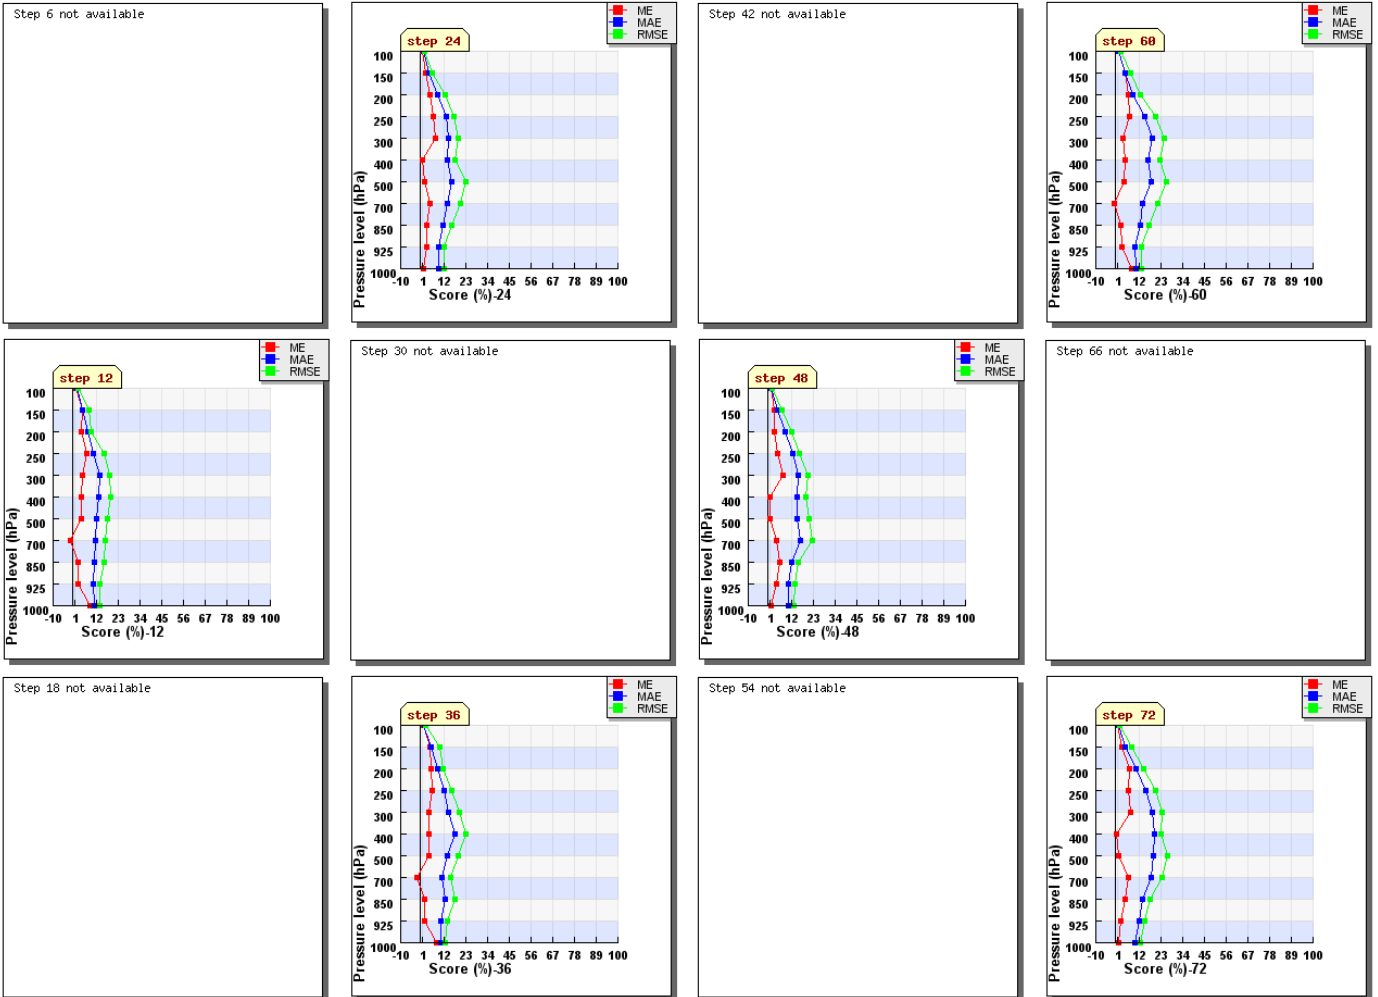 Step 6 not available
ME
MAE
RMSE
step 24
100
150
200
250
300
400
500
700
850
925
1000
Pressure level (hPa)
-10 1 12 23 34 45 56 67 78 89 100
Score (%)-24
Step 42 not available
ME
MAE
RMSE
step 60
100
150
200
250
300
400
500
700
850
925
1000
Pressure level (hPa)
-10 1 12 23 34 45 56 67 78 89 100
Score (%)-60
ME
MAE
RMSE
step 12
100
150
200
250
300
400
500
700
850
925
1000
Pressure level (hPa)
-10 1 12 23 34 45 56 67 78 89 100
Score (%)-12
Step 30 not available
ME
MAE
RMSE
step 48
100
150
200
250
300
400
500
700
850
925
1000
Pressure level (hPa)
-10 1 12 23 34 45 56 67 78 89 100
Score (%)-48
Step 66 not available
Step 18 not available
ME
MAE
RMSE
step 36
100
150
200
250
300
400
500
700
850
925
1000
Pressure level (hPa)
-10 1 12 23 34 45 56 67 78 89 100
Score (%)-36
Step 54 not available
ME
MAE
RMSE
step 72
100
150
200
250
300
400
500
700
850
925
1000
Pressure level (hPa)
-10 1 12 23 34 45 56 67 78 89 100
Score (%)-72